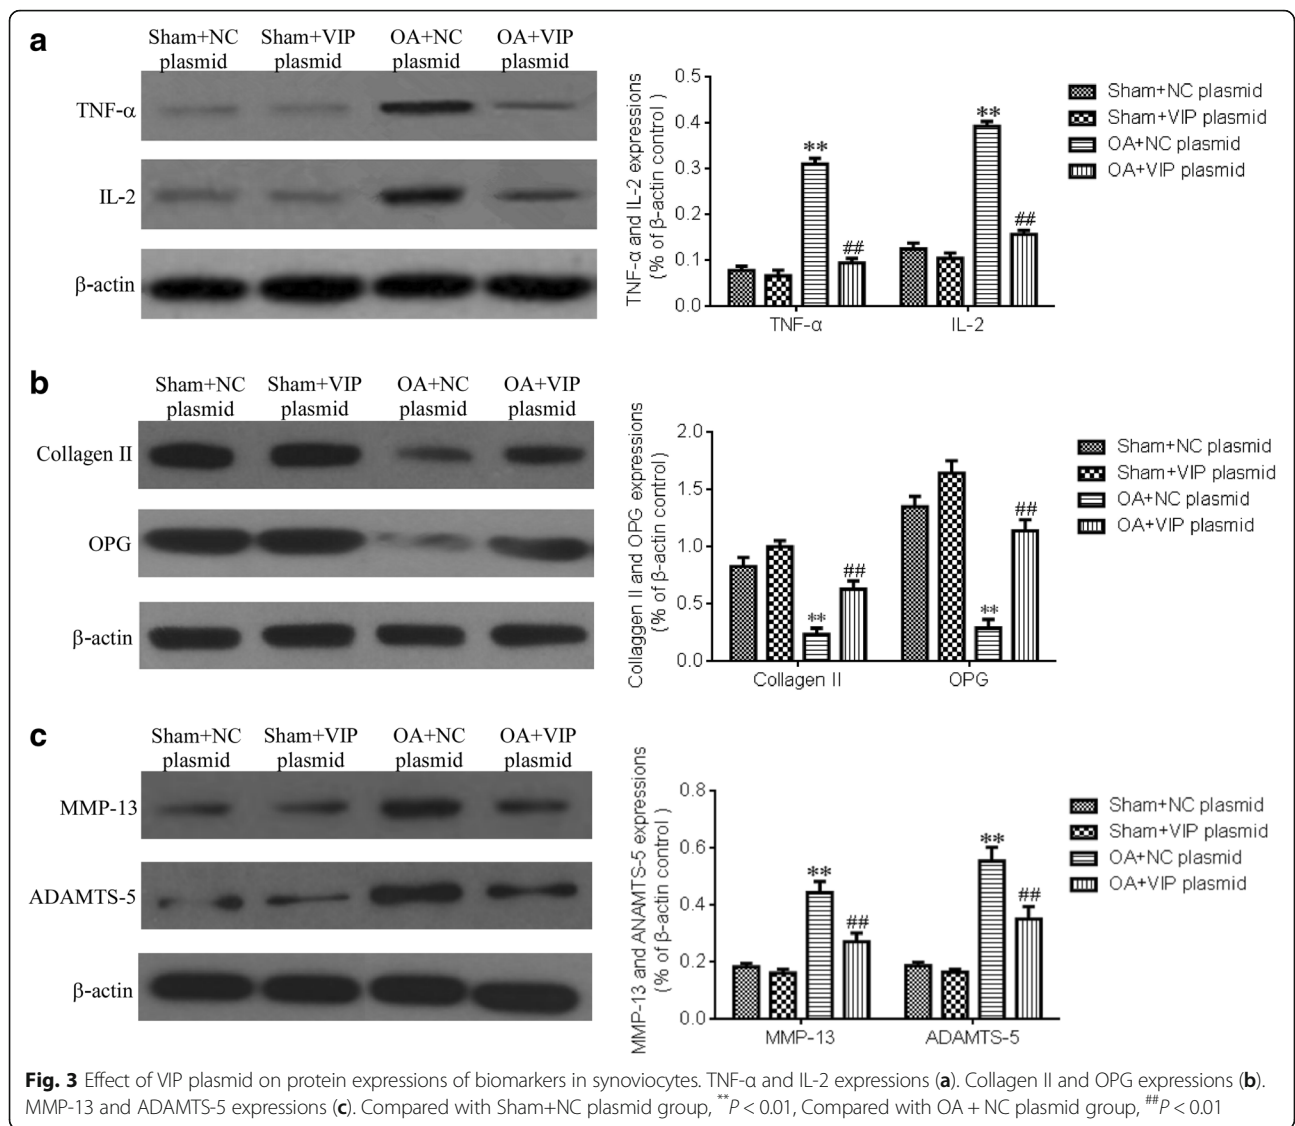 a
Sham+NC plasmid
Sham+VIP plasmid
OA+NC plasmid
OA+VIP plasmid
TNF-α
IL-2
β-actin
TNF-α and IL-2 expressions
(% of β-actin control )
0.5
0.4
0.3
0.2
0.1
0.0
**
##
**
##
TNF-α
IL-2
Sham+NC plasmid
Sham+VIP plasmid
OA+NC plasmid
OA+VIP plasmid
b
Sham+NC plasmid
Sham+VIP plasmid
OA+NC plasmid
OA+VIP plasmid
Collagen II
OPG
β-actin
Collaggen II and OPG expressions
(% of β-actin control)
2.0
1.5
1.0
0.5
0.0
**
##
**
##
Collagen II
OPG
Sham+NC plasmid
Sham+VIP plasmid
OA+NC plasmid
OA+VIP plasmid
c
Sham+NC plasmid
Sham+VIP plasmid
OA+NC plasmid
OA+VIP plasmid
MMP-13
ADAMTS-5
β-actin
MMP-13 and ANAMTS-5 expressions
(% of β-actin control )
0.8
0.6
0.4
0.2
0.0
**
##
**
##
MMP-13
ADAMTS-5
Sham+NC plasmid
Sham+VIP plasmid
OA+NC plasmid
OA+VIP plasmid
Fig. 3 Effect of VIP plasmid on protein expressions of biomarkers in synoviocytes. TNF-α and IL-2 expressions (a). Collagen II and OPG expressions (b).
MMP-13 and ADAMTS-5 expressions (c). Compared with Sham+NC plasmid group, **P < 0.01, Compared with OA + NC plasmid group, ##P < 0.01